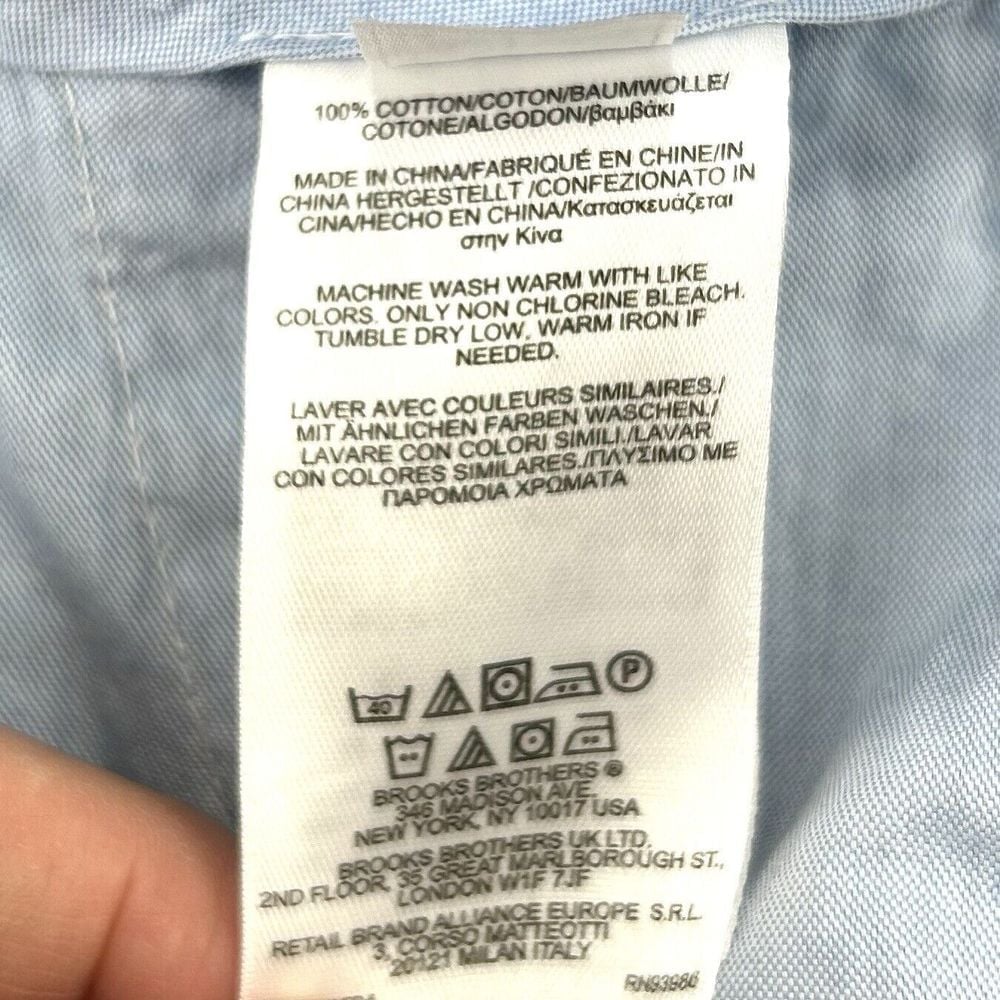 100% COTTON/COTON/BAUMWOLLE/
COTONE/ALGODON/βαμβάκι
MADE IN CHINA/FABRIQUÉ EN CHINE/IN
CHINA HERGESTELLT /CONFEZIONATO IN
CINA/HECHO EN CHINA/Κατασκευάζεται
στην Κίνα
MACHINE WASH WARM WITH LIKE
COLORS. ONLY NON CHLORINE BLEACH.
TUMBLE DRY LOW, WARM IRON IF
NEEDED.
LAVER AVEC COULEURS SIMILAIRES./
MIT ÄHNLICHEN FARBEN WASCHEN./
LAVARE CON COLORI SIMILI./LAVAR
CON COLORES SIMILARES./ΠΛΥΣΙΜΟ ΜΕ
ΠΑΡΟΜΟΙΑ ΧΡΩΜΑΤΑ
40 P
BROOKS BROTHERS ®
346 MADISON AVE.
NEW YORK, NY 10017 USA
BROOKS BROTHERS UK LTD.
2ND FLOOR, 35 GREAT MARLBOROUGH ST.,
LONDON W1F 7JF
RETAIL BRAND ALLIANCE EUROPE S.R.L.
3, CORSO MATTEOTTI
20121 MILAN ITALY
RN93986